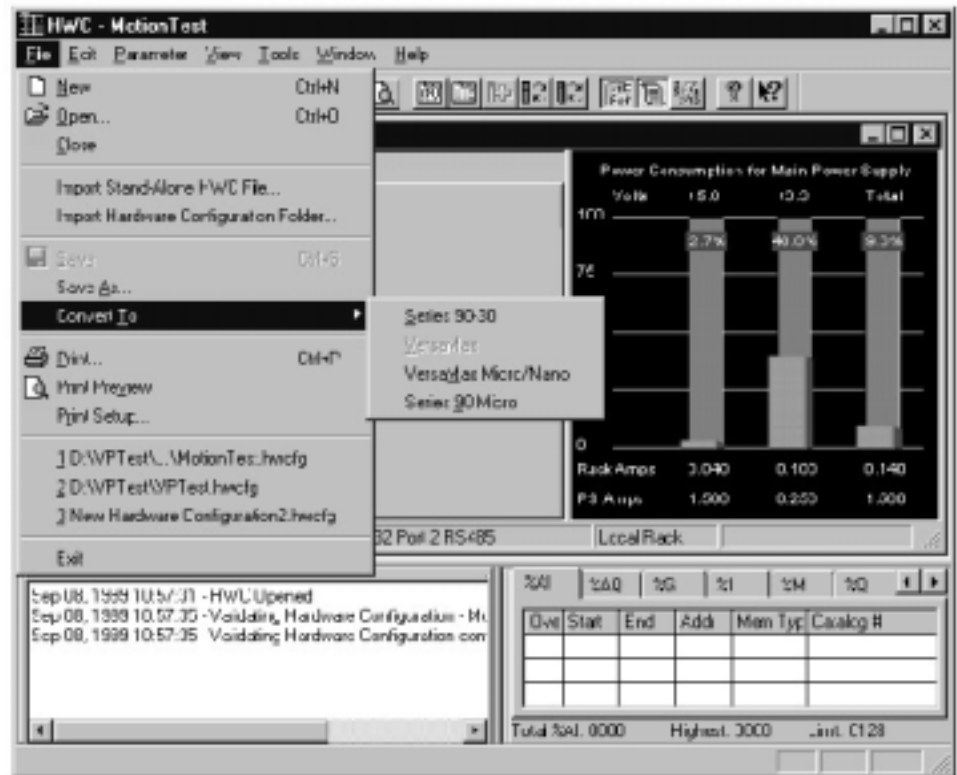 HWC - MotionTest
File Edit Parameter View Tools Window Help
New Ctrl+N
Open... Ctrl+O
Close
Import Stand-Alone HWC File...
Import Hardware Configuration Folder...
Save Ctrl+S
Save As...
Convert To
Print... Ctrl+P
Print Preview
Print Setup...
1 D:\VPTest\...\MotionTest.hwcfg
2 D:\VPTest\VPTest.hwcfg
3 New Hardware Configuration2.hwcfg
Exit
Series 90-30
VersaMax
VersaMax Micro/Nano
Series 90 Micro
Power Consumption for Main Power Supply
Volts +5.0 +3.3 Total
100
2.7% 40.0% 9.3%
75
0
Rack Amps 0.040 0.100 0.140
PS Amps 1.500 0.250 1.500
32 Port 2 RS485 Local Rack
Sep 08, 1999 10:57:31 - HWC Opened
Sep 08, 1999 10:57:35 - Validating Hardware Configuration - Mo
Sep 08, 1999 10:57:35 - Validating Hardware Configuration com
%AI %AQ %G %I %M %Q
Ove Start End Addr Mem Typ Catalog #
Total %AI: 0000 Highest: 0000 Limit: 0128